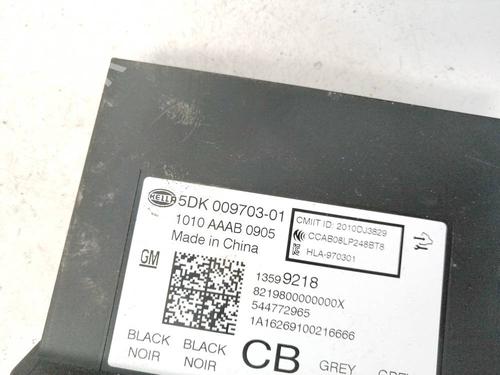 HELLA
5DK 009703-01
1010 AAAB 0905
Made in China
CMIIT ID: 2010DJ3829
CCAB08LP248BT8
HLA-970301
GM
13599218
8219800000000X
544772965
1A16269100216666
BLACK BLACK CB GREY
NOIR NOIR